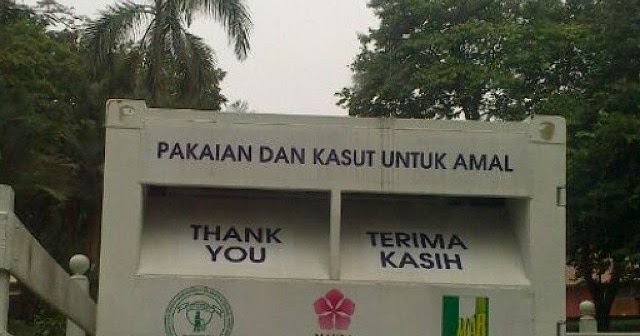 PAKAIAN DAN KASUT UNTUK AMAL
THANK
YOU
TERIMA
KASIH